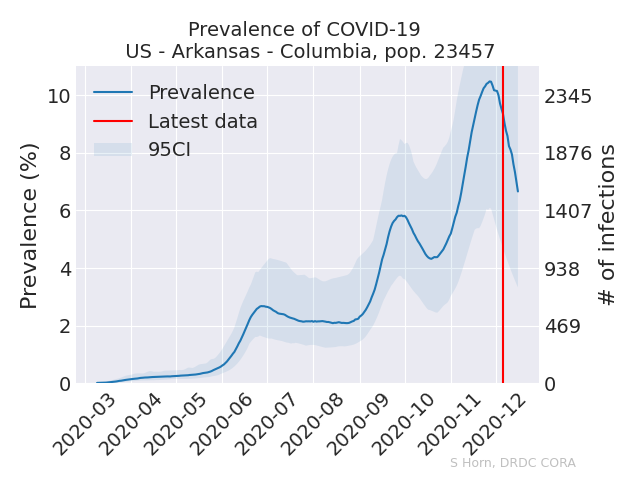 Prevalence of COVID-19
US - Arkansas - Columbia, pop. 23457
Prevalence
Latest data
95CI
Prevalence (%)
10
8
6
4
2
0
# of infections
2345
1876
1407
938
469
0
2020-03
2020-04
2020-05
2020-06
2020-07
2020-08
2020-09
2020-10
2020-11
2020-12
S Horn, DRDC CORA